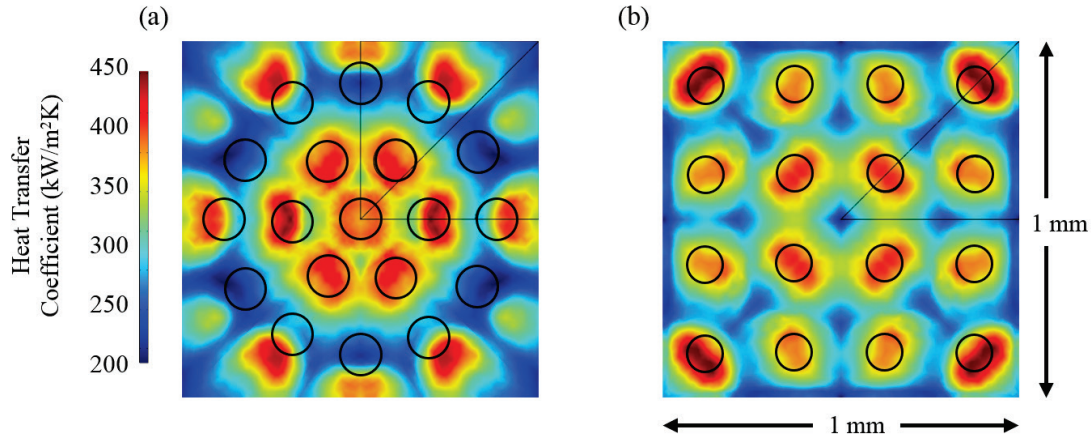 (a)
(b)
Heat Transfer
Coefficient (kW/m²K)
450
400
350
300
250
200
1 mm
1 mm